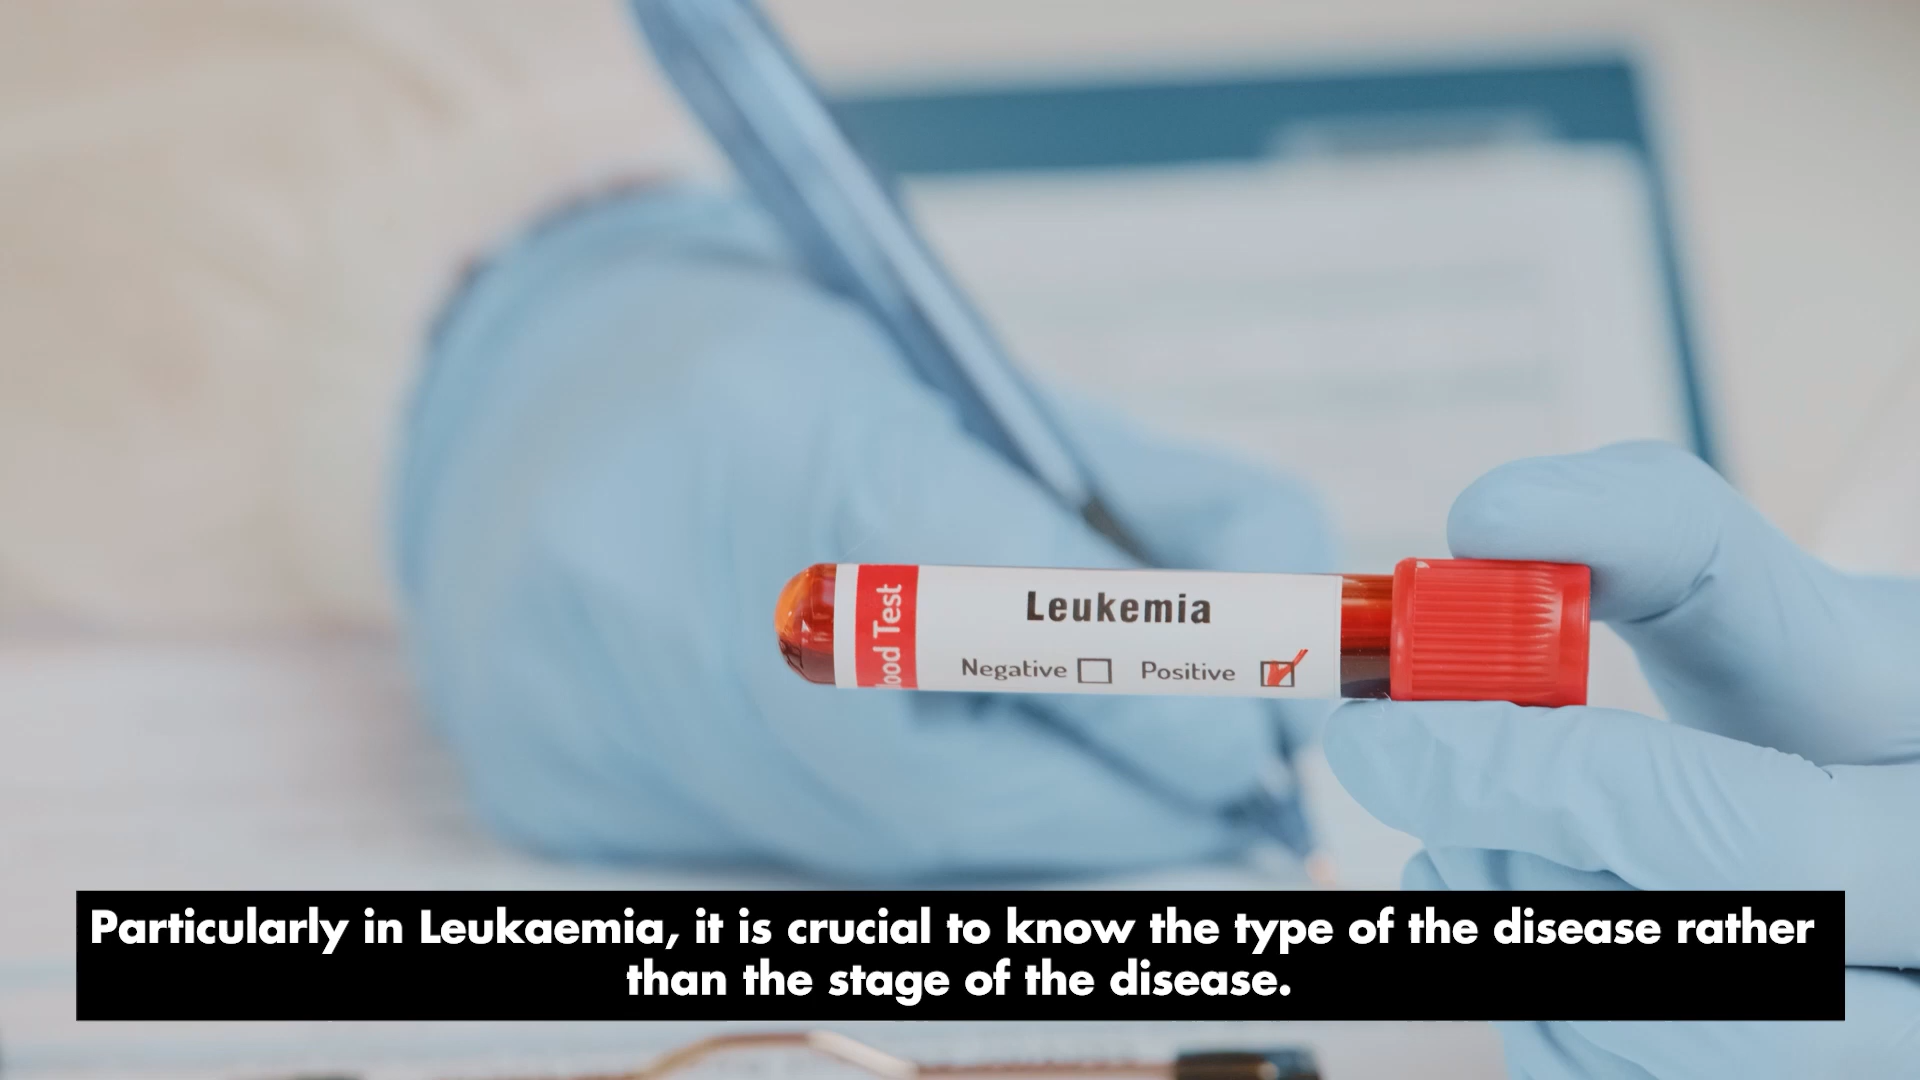 Leukemia
Negative Positive
Test
Particularly in Leukaemia, it is crucial to know the type of the disease rather
than the stage of the disease.